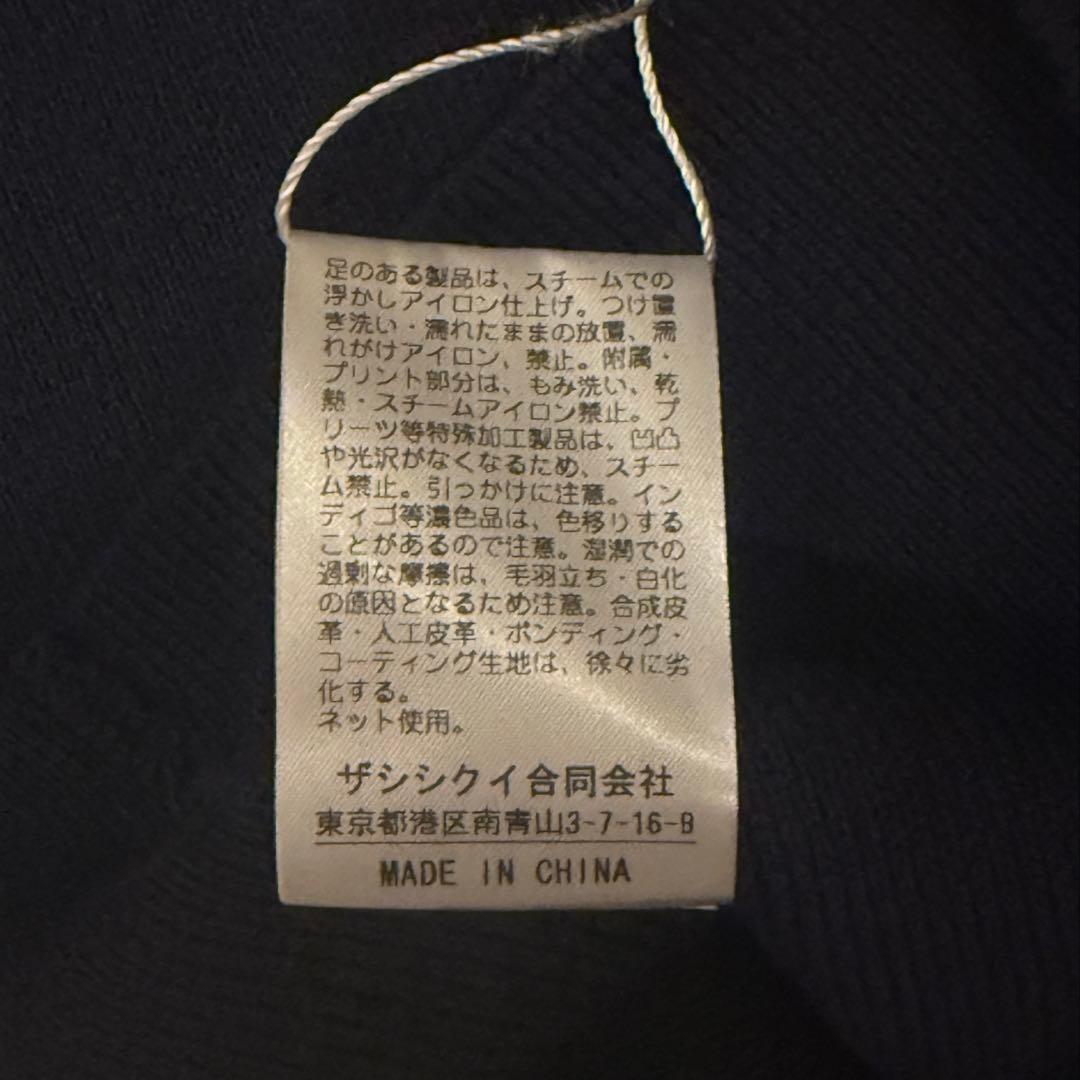 足のある製品は、スチームでの
浮かしアイロン仕上げ。つけ置
き洗い・濡れたままの放置、濡
れがけアイロン、禁止。附属・
プリント部分は、もみ洗い、乾
熱・スチームアイロン禁止。プ
リーツ等特殊加工製品は、凹凸
や光沢がなくなるため、スチー
ム禁止。引っかけに注意。イン
ディゴ等濃色品は、色移りする
ことがあるので注意。湿潤での
過剰な摩擦は、毛羽立ち・白化
の原因となるため注意。合成皮
革・人工皮革・ボンディング・
コーティング生地は、徐々に劣
化する。
ネット使用。
ザシシクイ合同会社
東京都港区南青山3-7-16-B
MADE IN CHINA